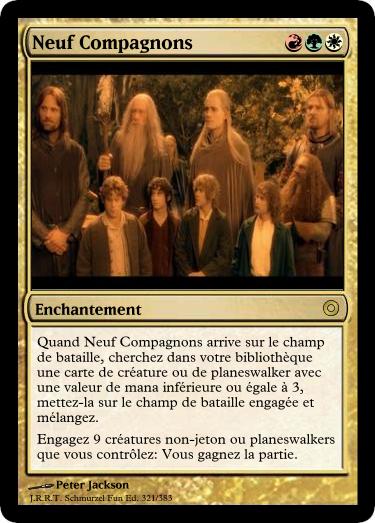 Neuf Compagnons
Enchantement
Quand Neuf Compagnons arrive sur le champ
de bataille, cherchez dans votre bibliothèque
une carte de créature ou de planeswalker avec
une valeur de mana inférieure ou égale à 3,
mettez-la sur le champ de bataille engagée et
mélangez.
Engagez 9 créatures non-jeton ou planeswalkers
que vous contrôlez: Vous gagnez la partie.
Peter Jackson
J.R.R.T. Schmurzel Fun Ed. 321/383